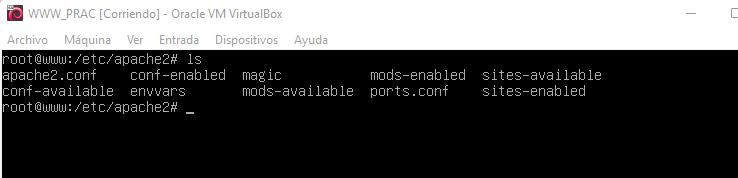 WWW_PRAC [Corriendo] - Oracle VM VirtualBox
Archivo Máquina Ver Entrada Dispositivos Ayuda
root@www:/etc/apache2# ls
apache2.conf conf-enabled magic mods-enabled sites-available
conf-available envvars mods-available ports.conf sites-enabled
root@www:/etc/apache2# _